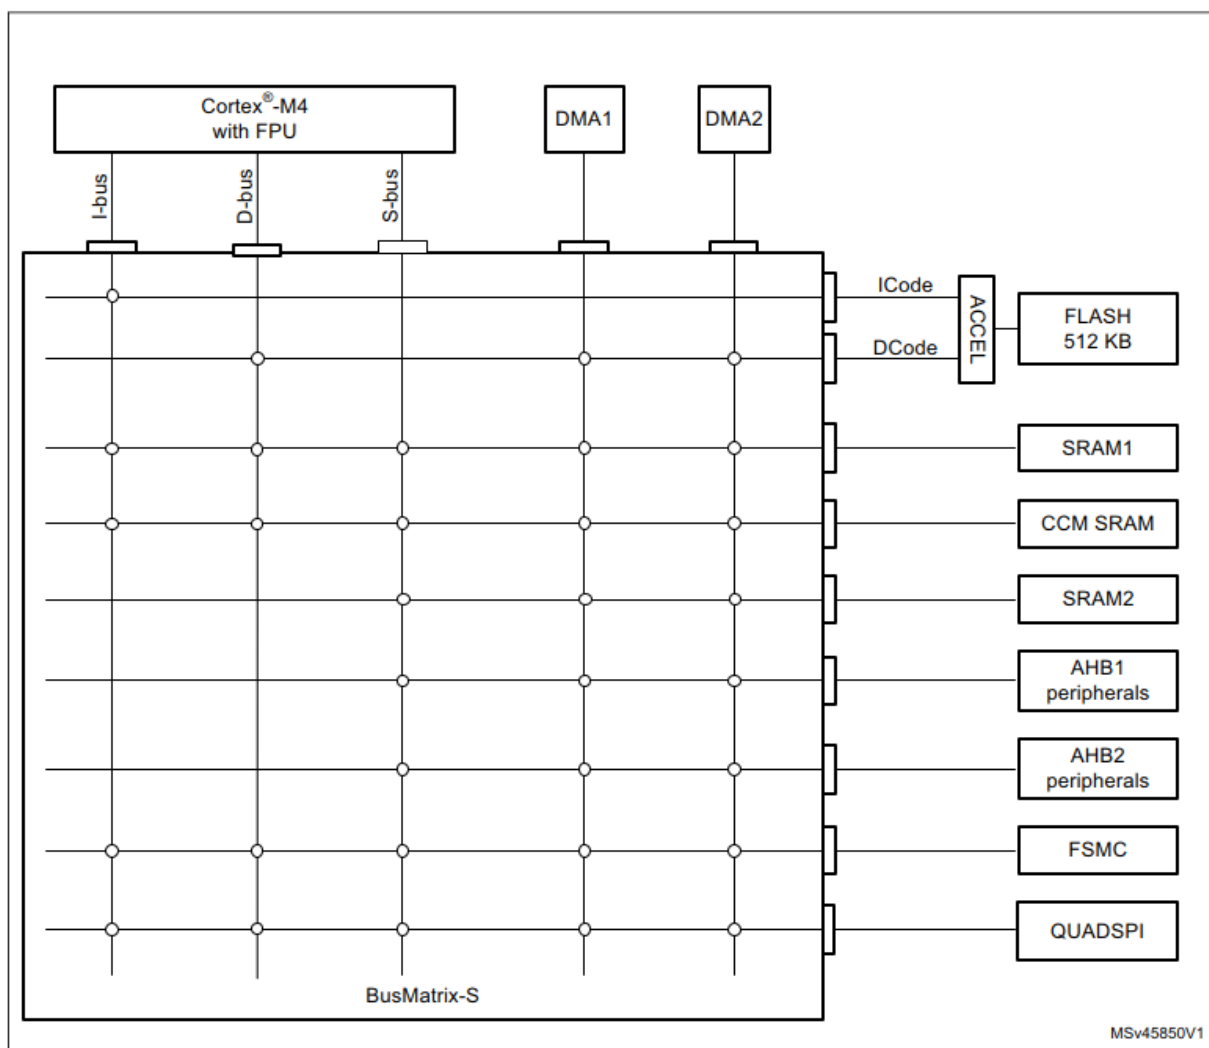 Cortex®-M4
with FPU
DMA1
DMA2
I-bus
D-bus
S-bus
ICode
DCode
ACCEL
FLASH
512 KB
SRAM1
CCM SRAM
SRAM2
AHB1
peripherals
AHB2
peripherals
FSMC
QUADSPI
BusMatrix-S
MSv45850V1